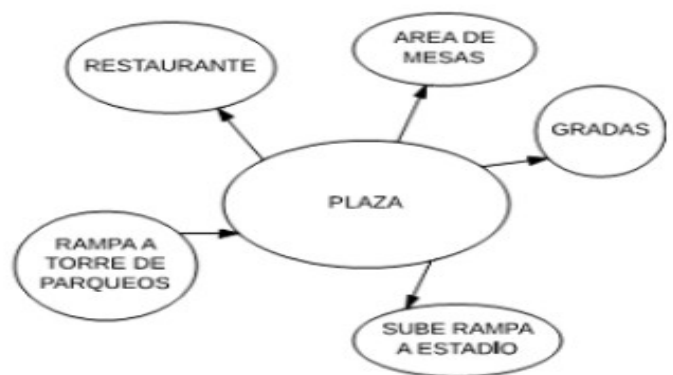 RESTAURANTE
AREA DE
MESAS
GRADAS
PLAZA
RAMPA A
TORRE DE
PARQUEOS
SUBE RAMPA
A ESTADIO